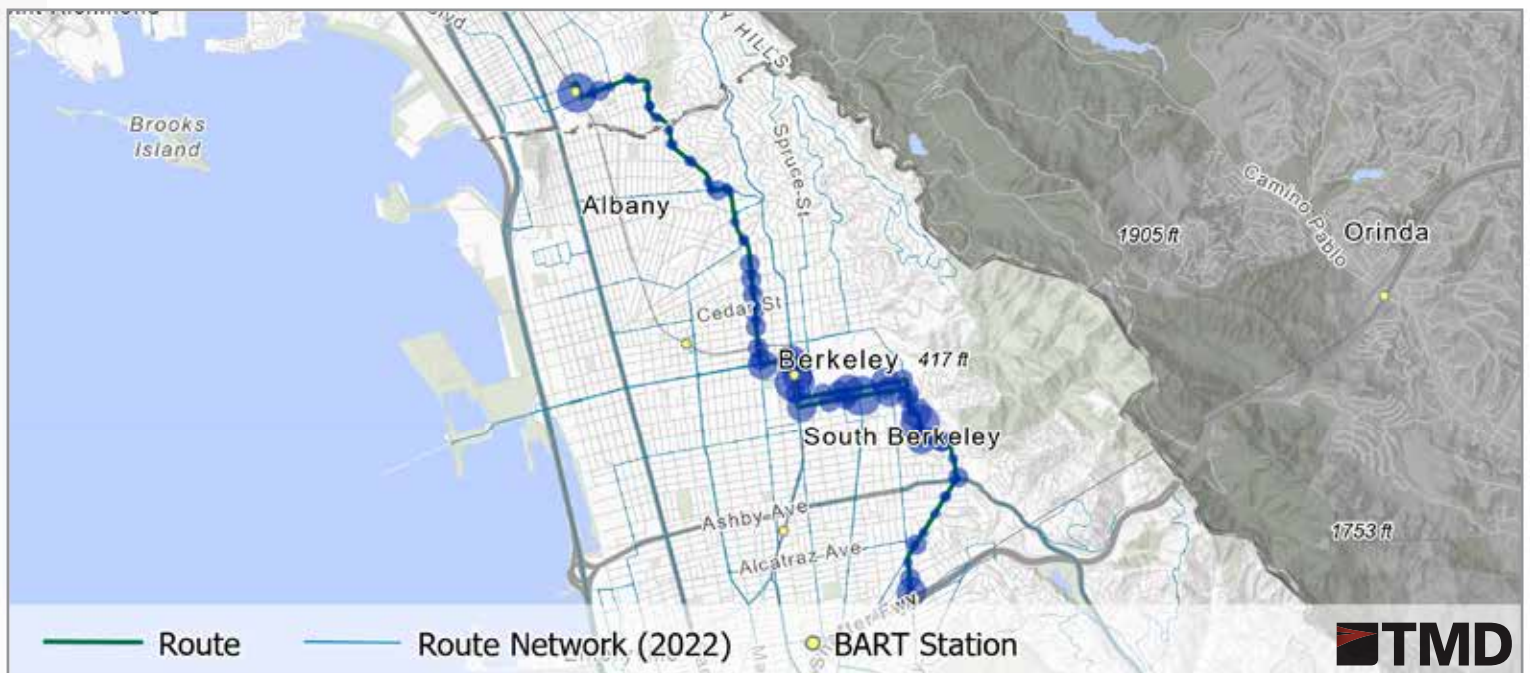 Y HILLS
Brooks
Island
Spruce St
Albany
Camino Pablo
1905 ft
Orinda
Cedar St
Berkeley
417 ft
South Berkeley
Ashby Ave
1753 ft
Alcatraz Ave
Route
Route Network (2022)
BART Station
TMD